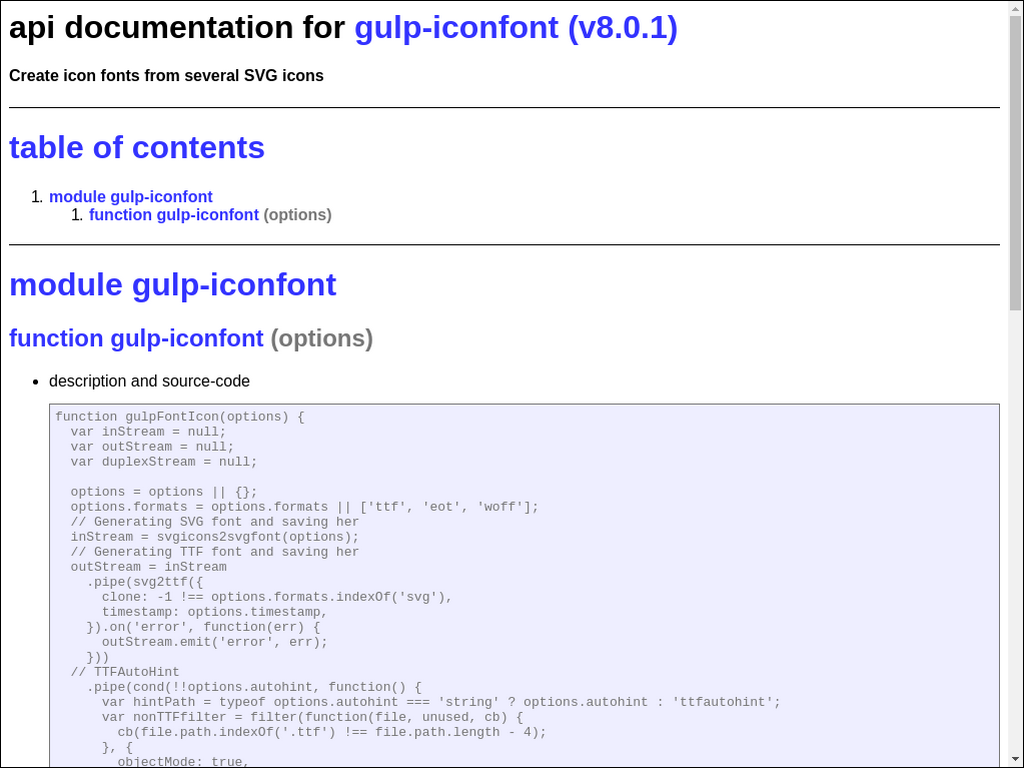 api documentation for gulp-iconfont (v8.0.1)
Create icon fonts from several SVG icons
table of contents
1. module gulp-iconfont
1. function gulp-iconfont (options)
module gulp-iconfont
function gulp-iconfont (options)
• description and source-code
function gulpFontIcon(options) {
  var inStream = null;
  var outStream = null;
  var duplexStream = null;

  options = options || {};
  options.formats = options.formats || ['ttf', 'eot', 'woff'];
  // Generating SVG font and saving her
  inStream = svgicons2svgfont(options);
  // Generating TTF font and saving her
  outStream = inStream
    .pipe(svg2ttf({
      clone: -1 !== options.formats.indexOf('svg'),
      timestamp: options.timestamp,
    }).on('error', function(err) {
      outStream.emit('error', err);
    }))
  // TTFAutoHint
    .pipe(cond(!!options.autohint, function() {
      var hintPath = typeof options.autohint === 'string' ? options.autohint : 'ttfautohint';
      var nonTTFfilter = filter(function(file, unused, cb) {
        cb(file.path.indexOf('.ttf') !== file.path.length - 4);
      }, {
        objectMode: true,